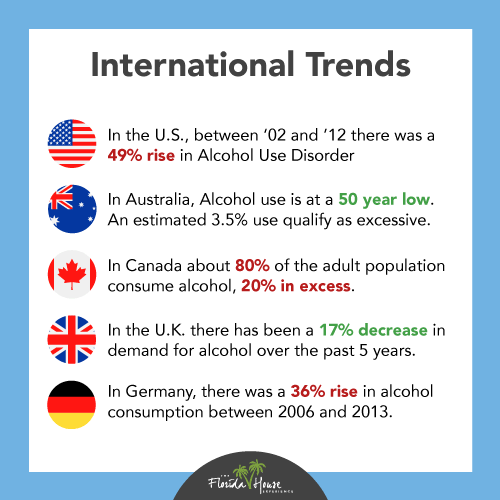 International Trends
In the U.S., between ’02 and ’12 there was a
49% rise in Alcohol Use Disorder
In Australia, Alcohol use is at a 50 year low.
An estimated 3.5% use qualify as excessive.
In Canada about 80% of the adult population
consume alcohol, 20% in excess.
In the U.K. there has been a 17% decrease in
demand for alcohol over the past 5 years.
In Germany, there was a 36% rise in alcohol
consumption between 2006 and 2013.
THE
Florida House
EXPERIENCE